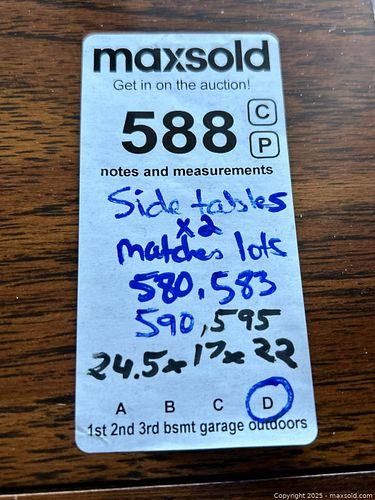 maxsold
Get in on the auction!
588 C
P
notes and measurements
Side tables
x2
Matches lots
580, 583
590, 595
24.5 x 17 x 22
A B C D
1st 2nd 3rd bsmt garage outdoors
Copyright 2025 - maxsold.com